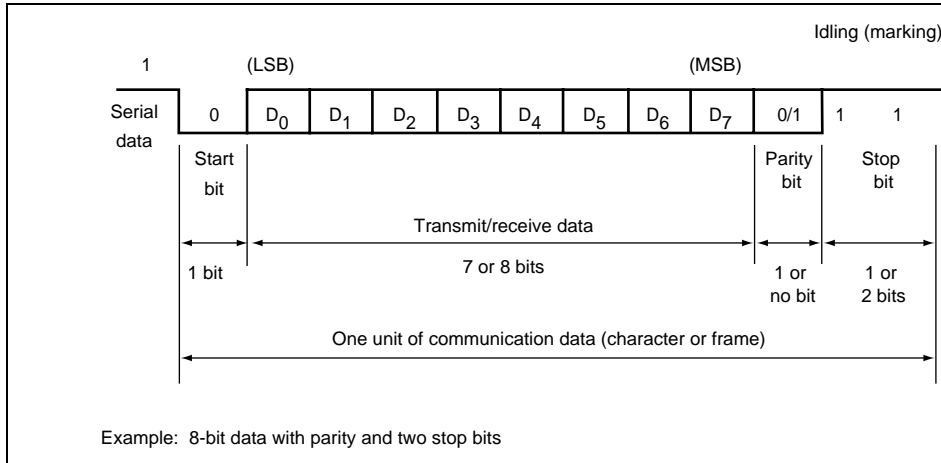 Idling (marking)
1 (LSB) (MSB)
Serial data
0 D0 D1 D2 D3 D4 D5 D6 D7 0/1 1 1
Start bit
Parity bit
Stop bit
Transmit/receive data
1 bit
7 or 8 bits
1 or no bit
1 or 2 bits
One unit of communication data (character or frame)
Example: 8-bit data with parity and two stop bits